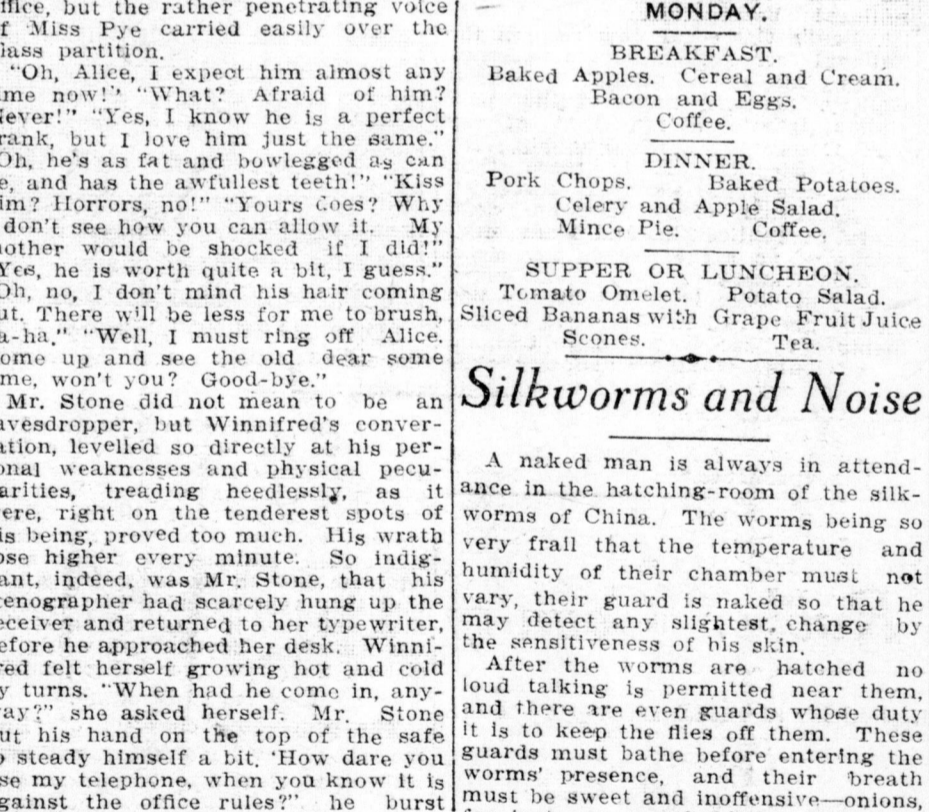 ffice, but the rather penetrating voice
f Miss Pye carried easily over the
lass partition.
"Oh, Alice, I expect him almost any
me now!" "What? Afraid of him?
ever!" "Yes, I know he is a perfect
rank, but I love him just the same."
Oh, he's as fat and bowlegged as can
e, and has the awfullest teeth!" "Kiss
im? Horrors, no!" "Yours does? Why
don't see how you can allow it. My
other would be shocked if I did!"
Yes, he is worth quite a bit, I guess."
Oh, no, I don't mind his hair coming
ut. There will be less for me to brush,
a-ha." "Well, I must ring off Alice.
ome up and see the old dear some
me, won't you? Good-bye."
Mr. Stone did not mean to be an
avesdropper, but Winnifred's conver-
ation, levelled so directly at his per-
onal weaknesses and physical pecu-
arities, treading heedlessly, as it
ere, right on the tenderest spots of
is being, proved too much. His wrath
ose higher every minute. So indig-
ant, indeed, was Mr. Stone, that his
tenographer had scarcely hung up the
eceiver and returned to her typewriter,
efore he approached her desk. Winni-
red felt herself growing hot and cold
y turns. "When had he come in, any-
ay?" she asked herself. Mr. Stone
ut his hand on the top of the safe
o steady himself a bit. 'How dare you
se my telephone, when you know it is
gainst the office rules?" he burst
MONDAY.
BREAKFAST.
Baked Apples. Cereal and Cream.
Bacon and Eggs.
Coffee.
DINNER.
Pork Chops. Baked Potatoes.
Celery and Apple Salad.
Mince Pie. Coffee.
SUPPER OR LUNCHEON.
Tomato Omelet. Potato Salad.
Sliced Bananas with Grape Fruit Juice
Scones. Tea.
Silkworms and Noise
A naked man is always in attend-
ance in the hatching-room of the silk-
worms of China. The worms being so
very frail that the temperature and
humidity of their chamber must not
vary, their guard is naked so that he
may detect any slightest change by
the sensitiveness of his skin.
After the worms are hatched no
loud talking is permitted near them,
and there are even guards whose duty
it is to keep the flies off them. These
guards must bathe before entering the
worms' presence, and their breath
must be sweet and inoffensive—onions,